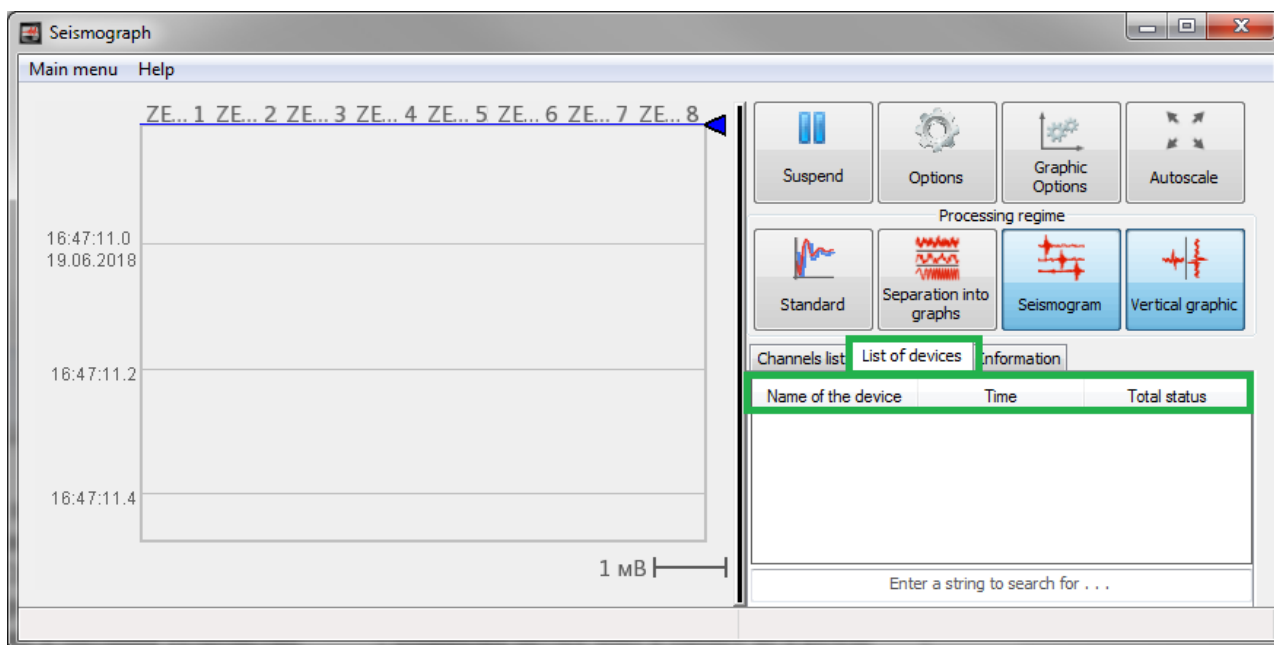 Seismograph
Main menu Help
ZE... 1 ZE... 2 ZE... 3 ZE... 4 ZE... 5 ZE... 6 ZE... 7 ZE... 8
16:47:11.0
19.06.2018
16:47:11.2
16:47:11.4
1 мВ
Suspend
Options
Graphic
Options
Autoscale
Processing regime
Standard
Separation into
graphs
Seismogram
Vertical graphic
Channels list List of devices Information
Name of the device Time Total status
Enter a string to search for . . .